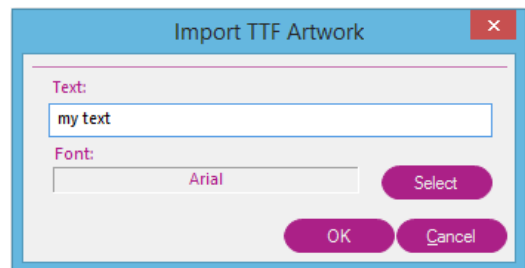 Import TTF Artwork
Text:
my text
Font:
Arial
Select
OK
Cancel